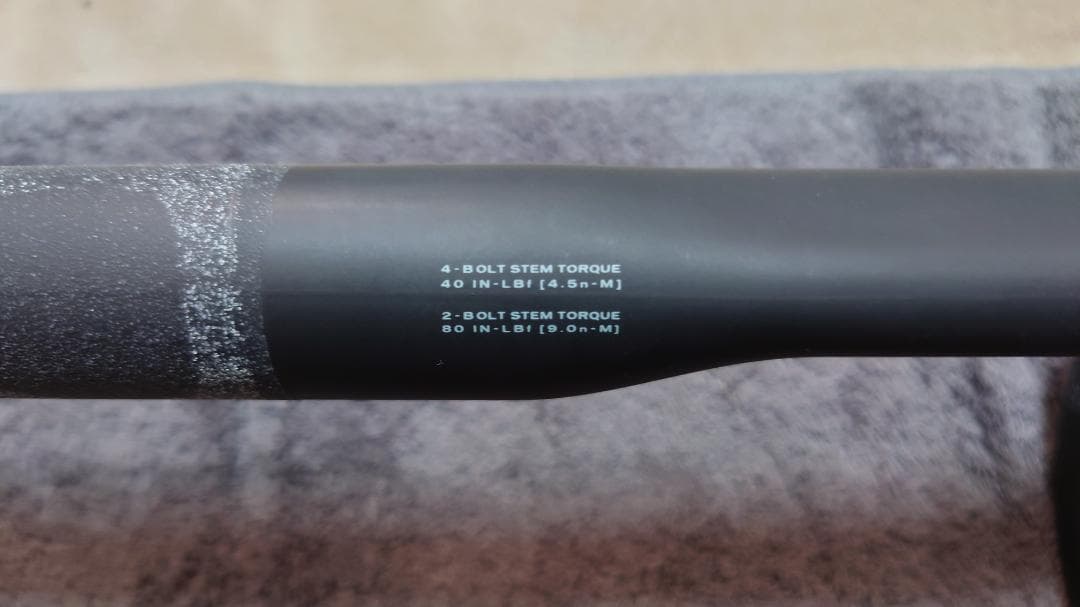 4-BOLT STEM TORQUE
40 IN-LBf [4.5n-M]
2-BOLT STEM TORQUE
80 IN-LBf [9.0n-M]